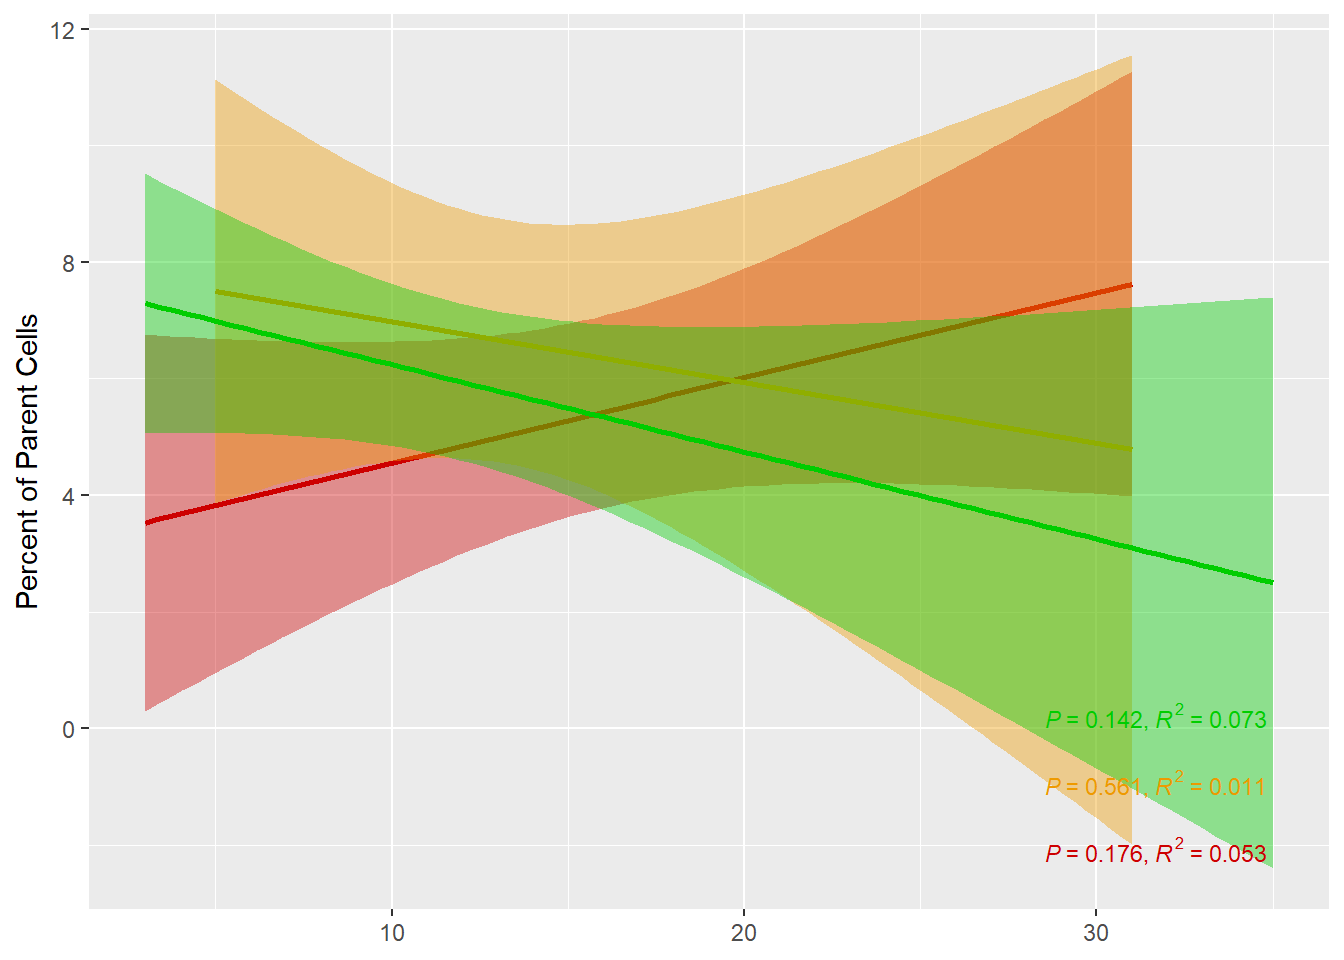 12
8
4
0
Percent of Parent Cells
P = 0.142, R² = 0.073
P = 0.561, R² = 0.011
P = 0.176, R² = 0.053
10 20 30